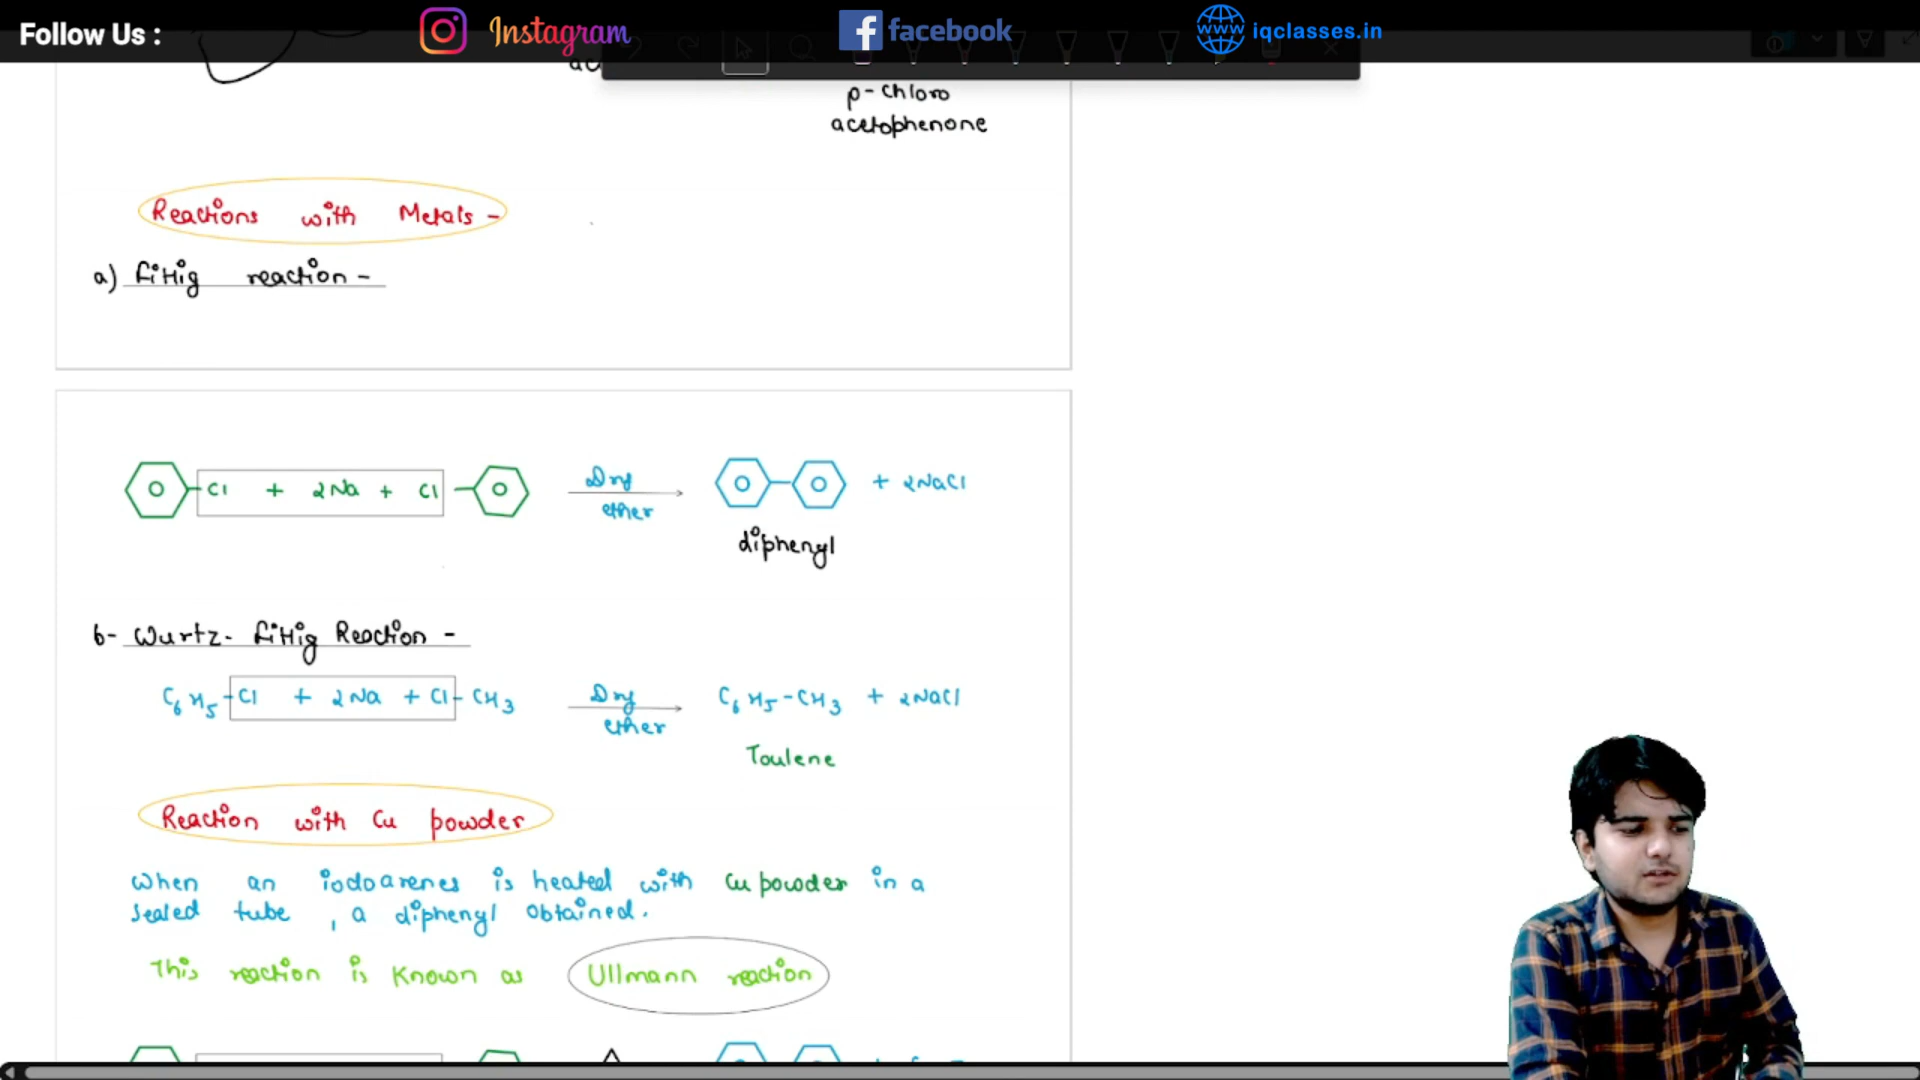 Follow Us : Instagram facebook iqclasses.in
p- chloro
acetophenone
Reactions with Metals -
a) fittig reaction -
Cl + 2Na + Cl Dry ether + 2NaCl
diphenyl
b- Wurtz- fittig Reaction -
C6H5-Cl + 2Na + Cl-CH3 Dry ether C6H5-CH3 + 2NaCl
Toulene
Reaction with Cu powder
When an iodoarenes is heated with Cu powder in a
sealed tube, a diphenyl obtained.
This reaction is known as Ullmann reaction